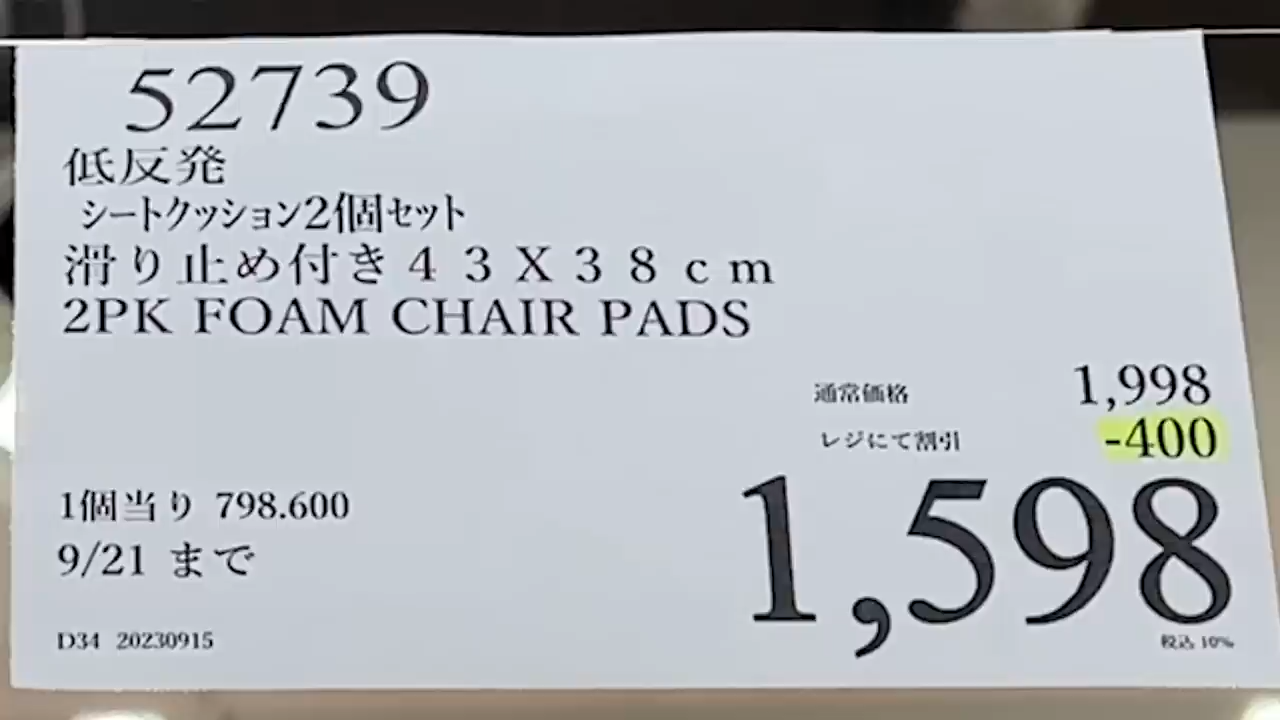 52739
低反発
シートクッション2個セット
滑り止め付き４３X３８ｃｍ
2PK FOAM CHAIR PADS
通常価格 1,998
レジにて割引 -400
1,598
1個当り 798.600
9/21 まで
D34 20230915
税込 10%